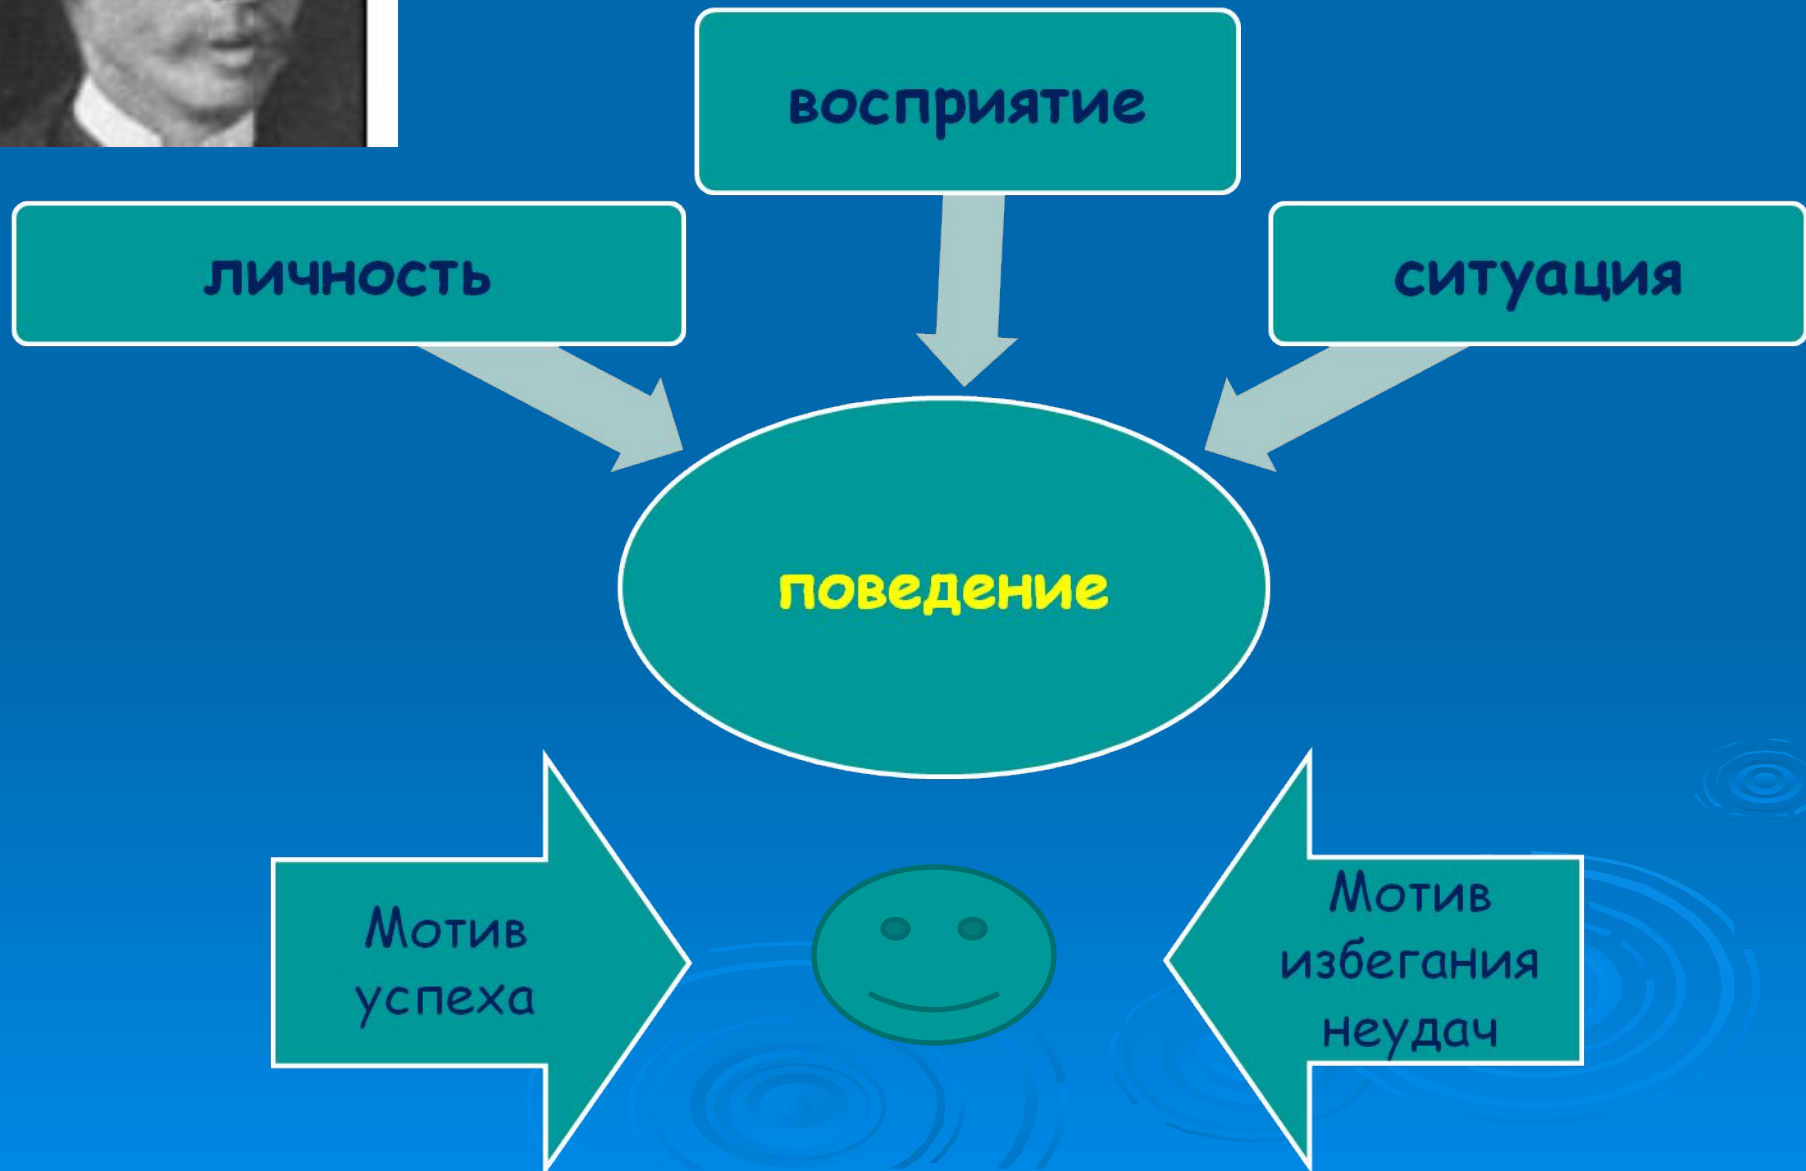 восприятие
личность
ситуация
поведение
Мотив
успеха
Мотив
избегания
неудач